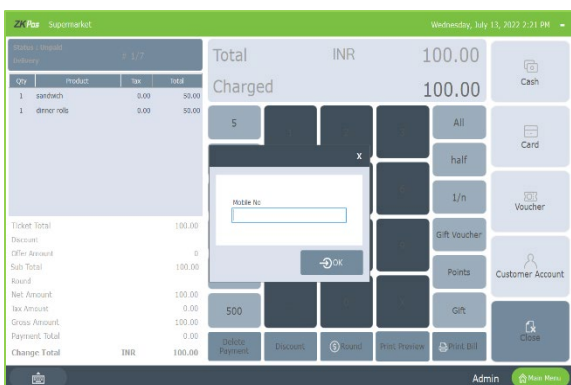 ZKPos Supermarket
Wednesday, July 13, 2022 2:21 PM
Status : Unpaid
Delivery
# 1/7
Qty Product Tax Total
1 sandwich 0.00 50.00
1 dinner rolls 0.00 50.00
Ticket Total 100.00
Discount
Offer Amount 0
Sub Total 100.00
Round
Net Amount 100.00
Tax Amount 0.00
Gross Amount 100.00
Payment Total 0.00
Change Total INR 100.00
Total INR 100.00
Charged 100.00
5
All
half
1/n
Gift Voucher
Points
500
Gift
X
Mobile No
OK
Delete Payment
Discount
Round
Print Preview
Print Bill
Cash
Card
Voucher
Customer Account
Close
Admin
Main Menu